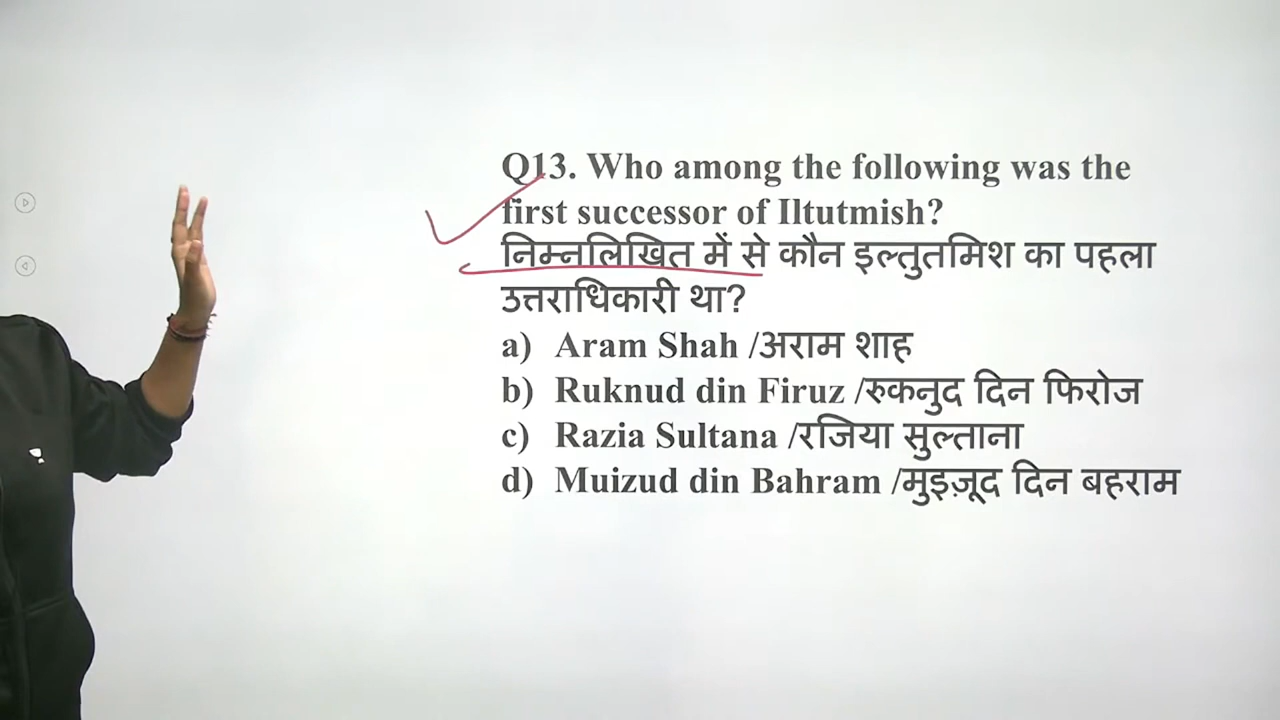 Q13. Who among the following was the
first successor of Iltutmish?
निम्नलिखित में से कौन इल्तुतमिश का पहला
उत्तराधिकारी था?
a) Aram Shah /अराम शाह
b) Ruknud din Firuz /रुकनुद दिन फिरोज
c) Razia Sultana /रजिया सुल्ताना
d) Muizud din Bahram /मुइज़ूद दिन बहराम